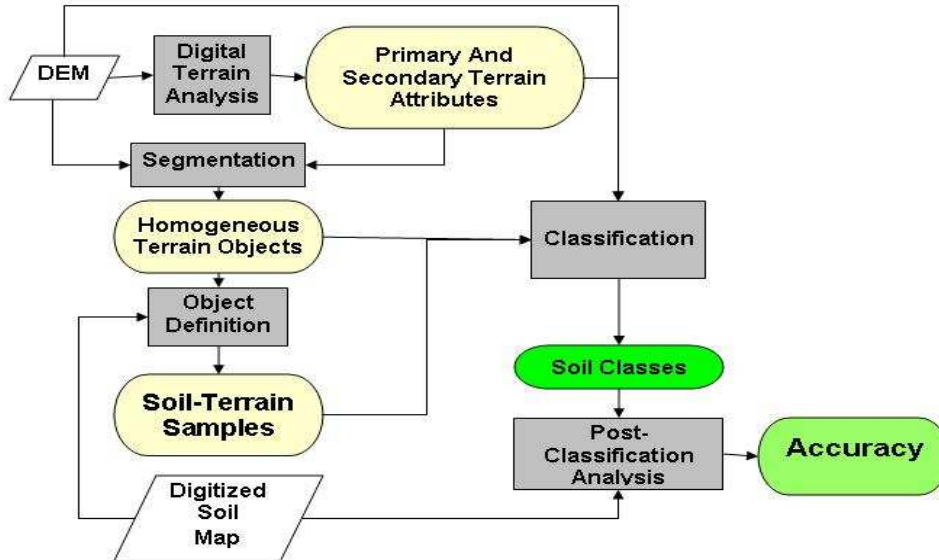 DEM
Digital
Terrain
Analysis
Primary And
Secondary Terrain
Attributes
Segmentation
Homogeneous
Terrain Objects
Classification
Object
Definition
Soil Classes
Soil-Terrain
Samples
Post-
Classification
Analysis
Accuracy
Digitized
Soil
Map